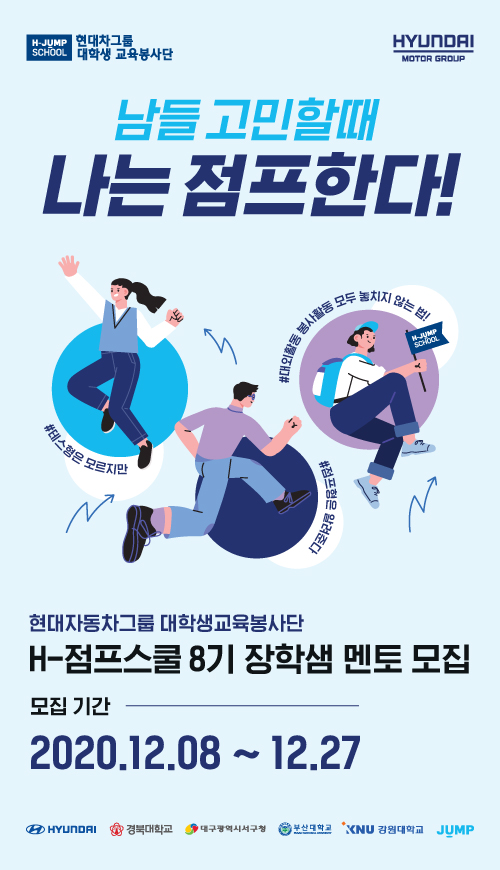 H-JUMP
SCHOOL
현대차그룹
대학생 교육봉사단
HYUNDAI
MOTOR GROUP
남들 고민할때
나는 점프한다!
#대외활동 봉사활동 모두 놓치지 않는 법!
H-JUMP
SCHOOL
#테스형은 모르지만
#점프형은 알려준다
현대자동차그룹 대학생교육봉사단
H-점프스쿨 8기 장학샘 멘토 모집
모집 기간
2020.12.08 ~ 12.27
HYUNDAI 경북대학교 대구광역시서구청 부산대학교 KNU 강원대학교 JUMP